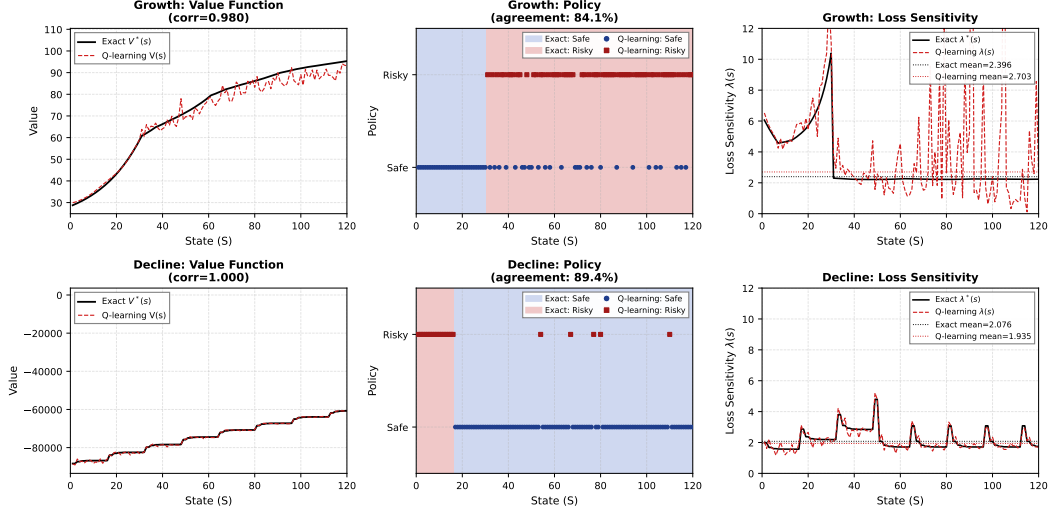 Growth: Value Function
(corr=0.980)
Exact V*(s)
Q-learning V(s)
110
100
90
80
70
60
50
40
30
Value
0 20 40 60 80 100 120
State (S)
Growth: Policy
(agreement: 84.1%)
Exact: Safe
Exact: Risky
Q-learning: Safe
Q-learning: Risky
Risky
Safe
Policy
0 20 40 60 80 100 120
State (S)
Growth: Loss Sensitivity
Exact λ*(s)
Q-learning λ(s)
Exact mean=2.396
Q-learning mean=2.703
12
10
8
6
4
2
0
Loss Sensitivity λ(s)
0 20 40 60 80 100 120
State (S)
Decline: Value Function
(corr=1.000)
Exact V*(s)
Q-learning V(s)
0
−20000
−40000
−60000
−80000
Value
0 20 40 60 80 100 120
State (S)
Decline: Policy
(agreement: 89.4%)
Exact: Safe
Exact: Risky
Q-learning: Safe
Q-learning: Risky
Risky
Safe
Policy
0 20 40 60 80 100 120
State (S)
Decline: Loss Sensitivity
Exact λ*(s)
Q-learning λ(s)
Exact mean=2.076
Q-learning mean=1.935
12
10
8
6
4
2
0
Loss Sensitivity λ(s)
0 20 40 60 80 100 120
State (S)